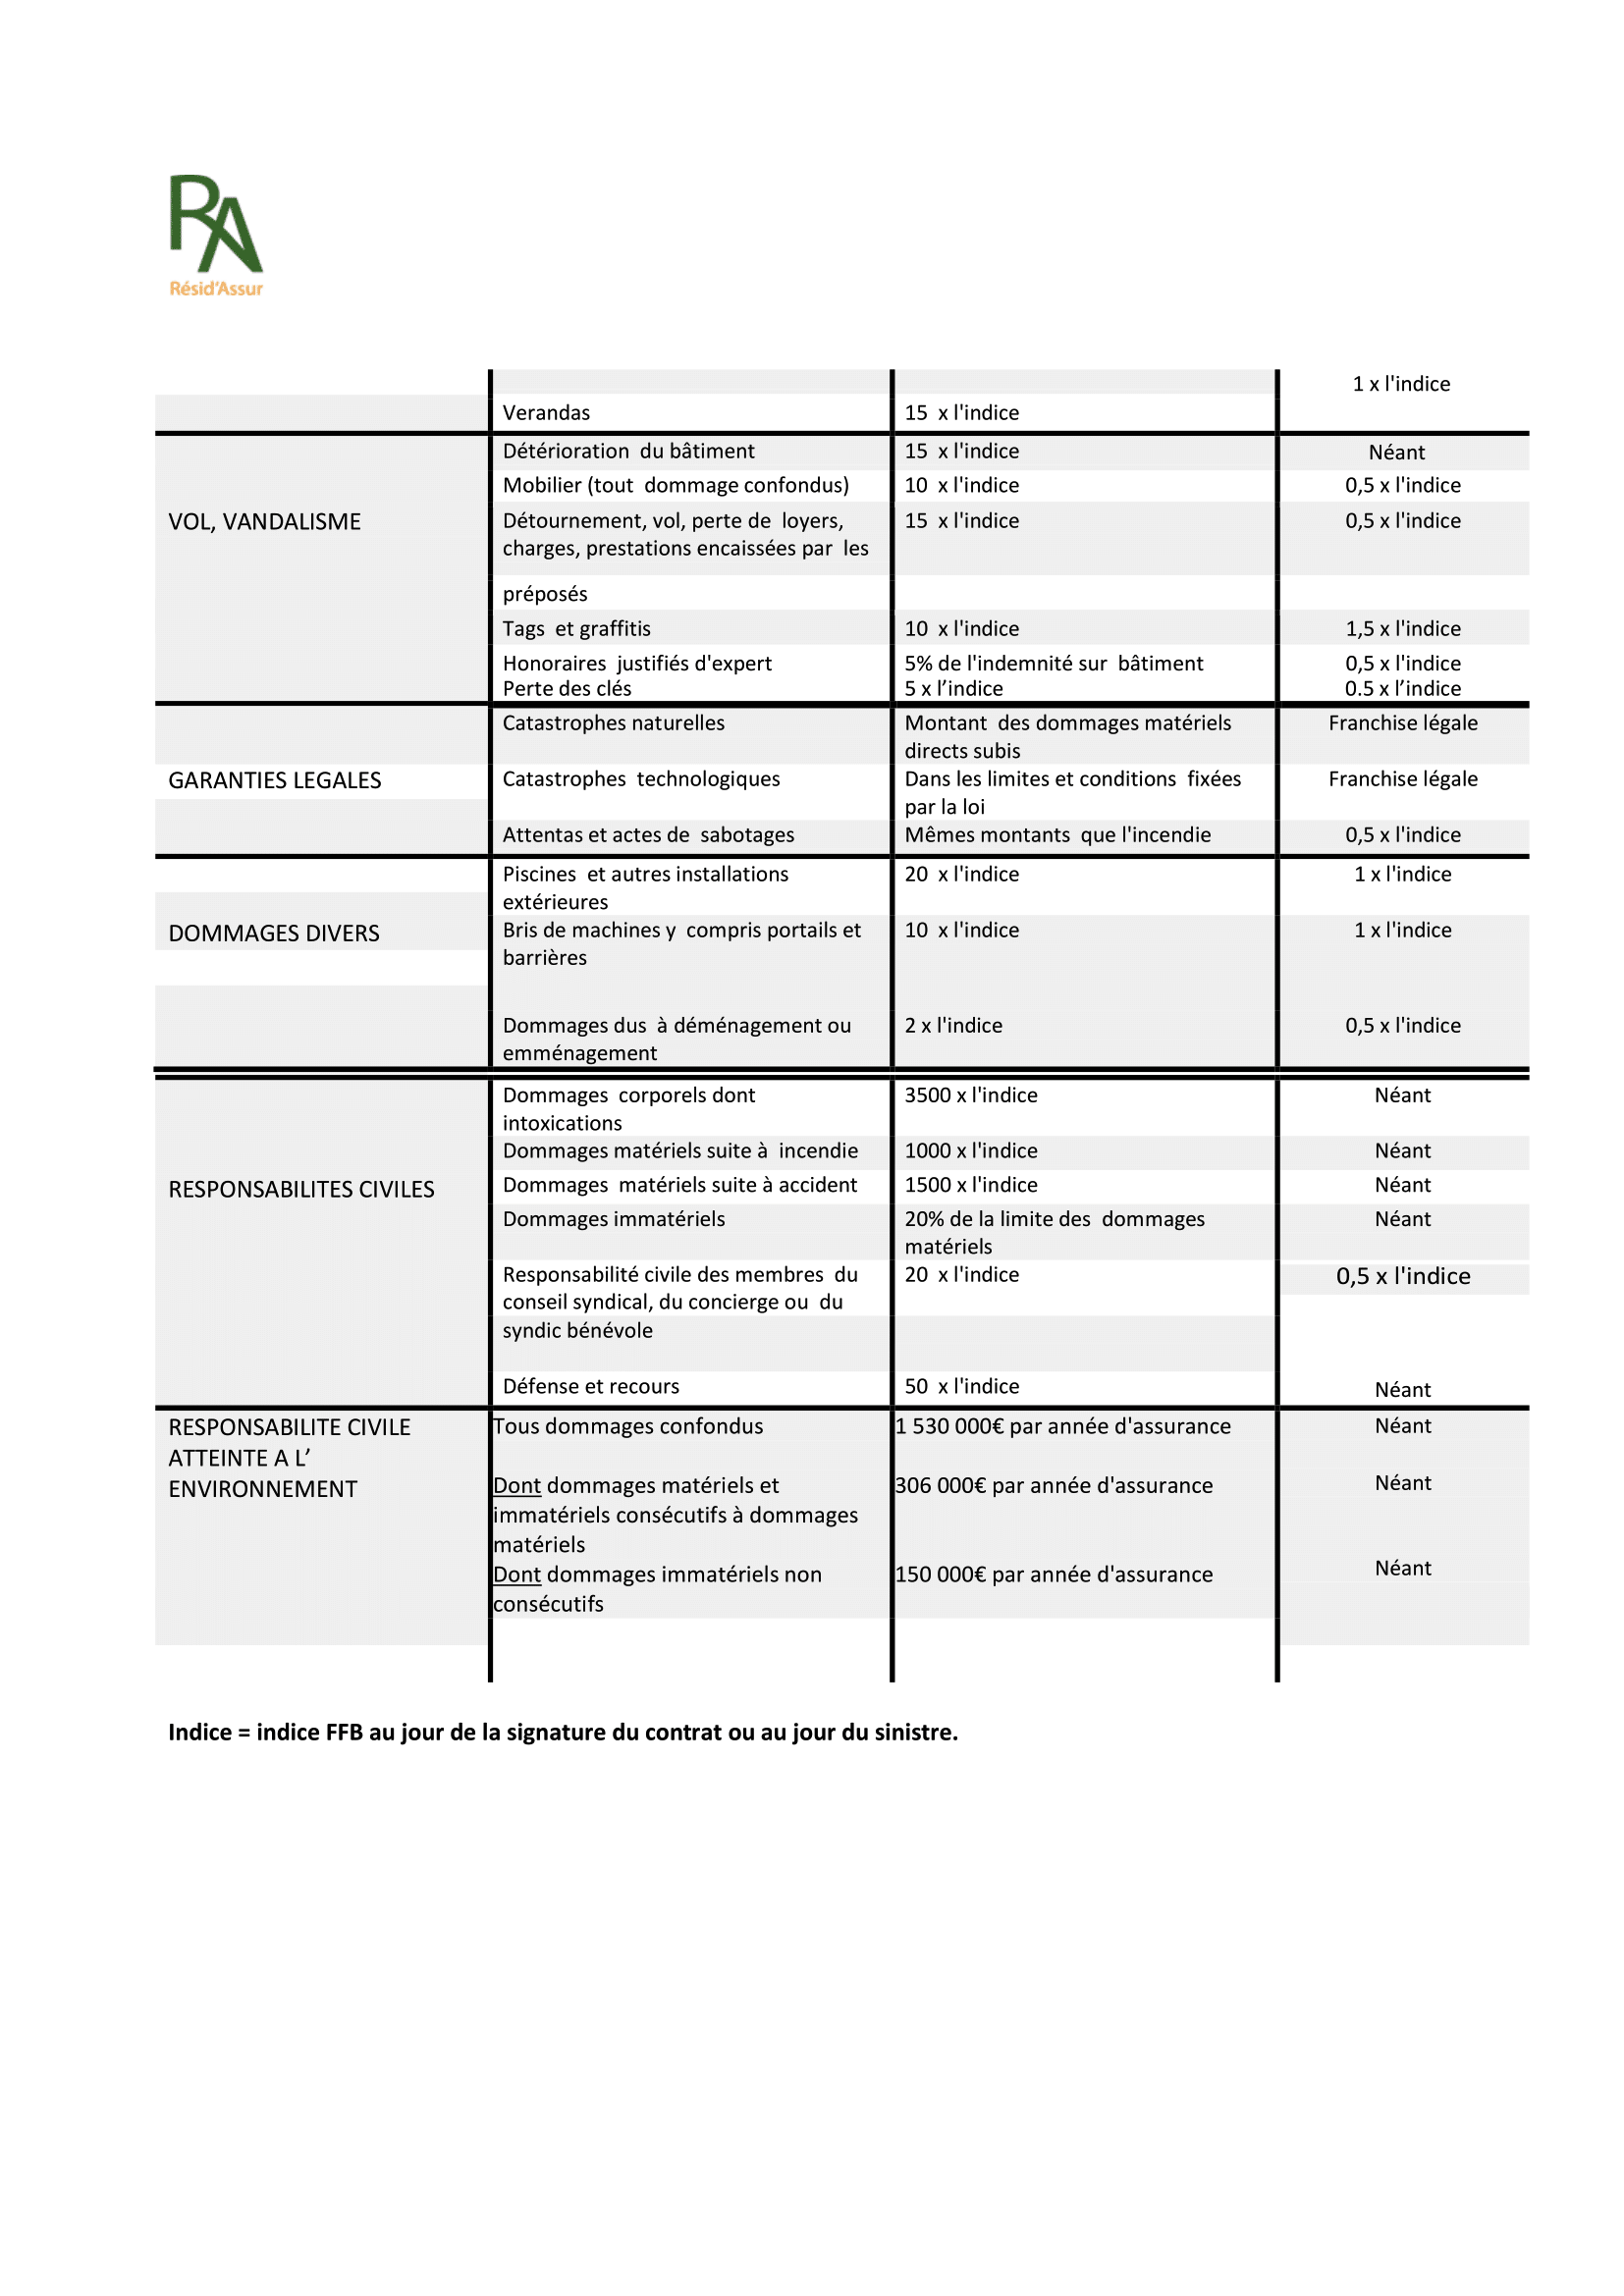 RA
Résid'Assur
1 x l'indice
Verandas 15 x l'indice
Détérioration du bâtiment 15 x l'indice Néant
Mobilier (tout dommage confondus) 10 x l'indice 0,5 x l'indice
VOL, VANDALISME Détournement, vol, perte de loyers, 15 x l'indice 0,5 x l'indice
charges, prestations encaissées par les
préposés
Tags et graffitis 10 x l'indice 1,5 x l'indice
Honoraires justifiés d'expert 5% de l'indemnité sur bâtiment 0,5 x l'indice
Perte des clés 5 x l’indice 0.5 x l’indice
Catastrophes naturelles Montant des dommages matériels Franchise légale
directs subis
GARANTIES LEGALES Catastrophes technologiques Dans les limites et conditions fixées Franchise légale
par la loi
Attentas et actes de sabotages Mêmes montants que l'incendie 0,5 x l'indice
Piscines et autres installations 20 x l'indice 1 x l'indice
extérieures
DOMMAGES DIVERS Bris de machines y compris portails et 10 x l'indice 1 x l'indice
barrières
Dommages dus à déménagement ou 2 x l'indice 0,5 x l'indice
emménagement
Dommages corporels dont 3500 x l'indice Néant
intoxications
Dommages matériels suite à incendie 1000 x l'indice Néant
RESPONSABILITES CIVILES Dommages matériels suite à accident 1500 x l'indice Néant
Dommages immatériels 20% de la limite des dommages Néant
matériels
Responsabilité civile des membres du 20 x l'indice 0,5 x l'indice
conseil syndical, du concierge ou du
syndic bénévole
Défense et recours 50 x l'indice Néant
RESPONSABILITE CIVILE Tous dommages confondus 1 530 000€ par année d'assurance Néant
ATTEINTE A L’
ENVIRONNEMENT Dont dommages matériels et 306 000€ par année d'assurance Néant
immatériels consécutifs à dommages
matériels
Dont dommages immatériels non 150 000€ par année d'assurance Néant
consécutifs
Indice = indice FFB au jour de la signature du contrat ou au jour du sinistre.